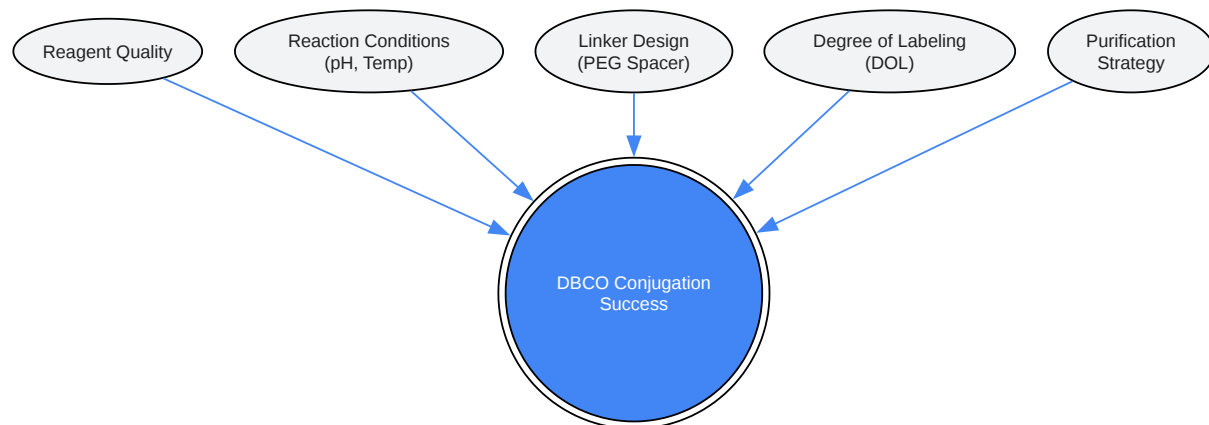 Reagent Quality
Reaction Conditions
(pH, Temp)
Linker Design
(PEG Spacer)
Degree of Labeling
(DOL)
Purification
Strategy
DBCO Conjugation
Success